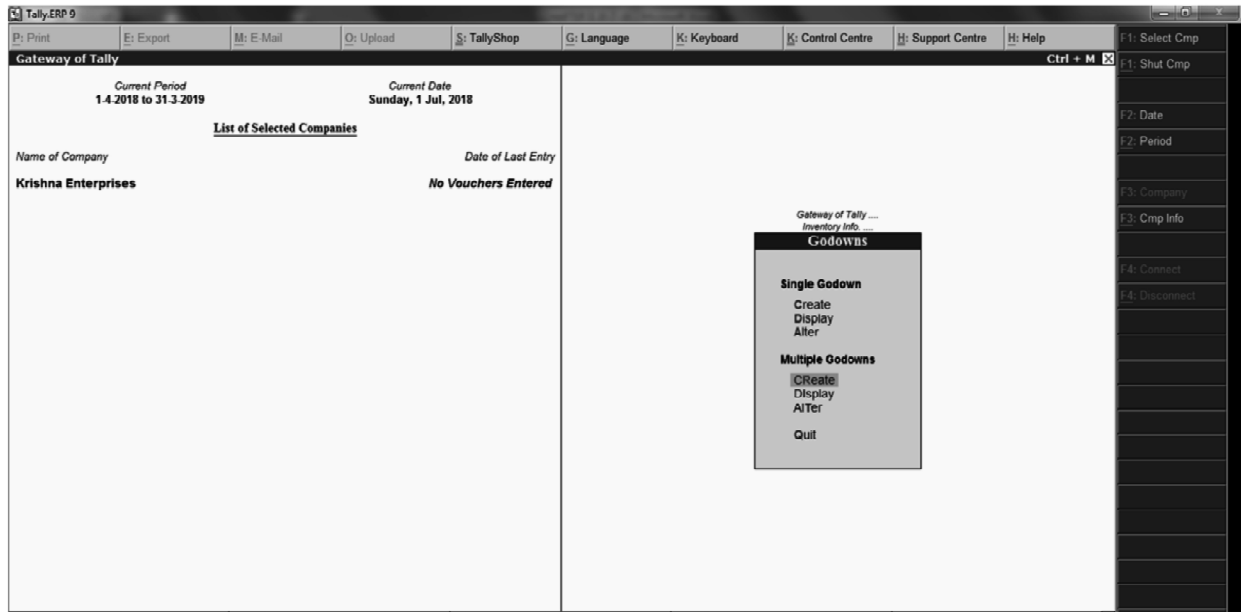 Tally.ERP 9
P: Print E: Export M: E-Mail O: Upload S: TallyShop G: Language K: Keyboard K: Control Centre H: Support Centre H: Help
Gateway of Tally Ctrl + M
Current Period Current Date
1-4-2018 to 31-3-2019 Sunday, 1 Jul, 2018
List of Selected Companies
Name of Company Date of Last Entry
Krishna Enterprises No Vouchers Entered
Gateway of Tally ....
Inventory Info. ....
Godowns
Single Godown
Create
Display
Alter
Multiple Godowns
CReate
DIsplay
AlTer
Quit
F1: Select Cmp
F1: Shut Cmp
F2: Date
F2: Period
F3: Company
F3: Cmp Info
F4: Connect
F4: Disconnect